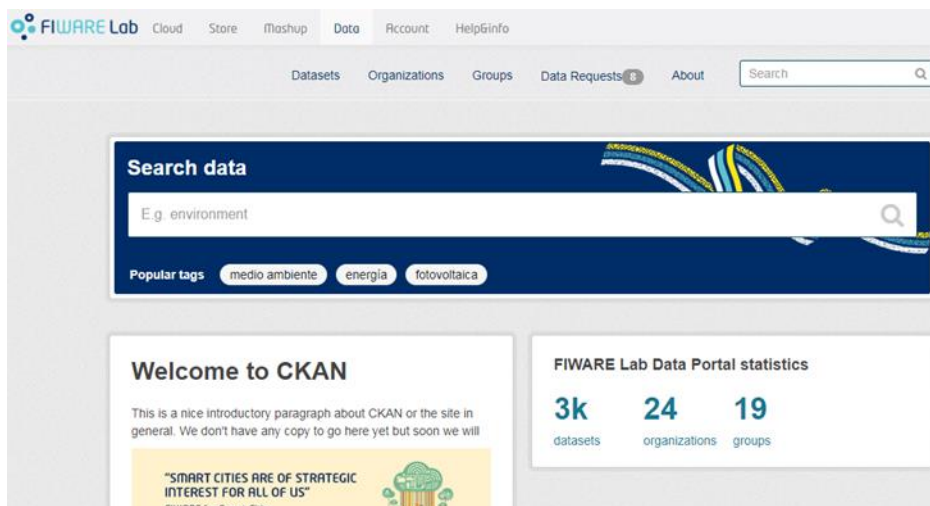 FIWARE Lab Cloud Store Mashup Data Account Help&info
Datasets Organizations Groups Data Requests 8 About Search
Search data
E.g. environment
Popular tags medio ambiente energía fotovoltaica
Welcome to CKAN
This is a nice introductory paragraph about CKAN or the site in
general. We don't have any copy to go here yet but soon we will
"SMART CITIES ARE OF STRATEGIC
INTEREST FOR ALL OF US"
FIWARE Lab Data Portal statistics
3k 24 19
datasets organizations groups